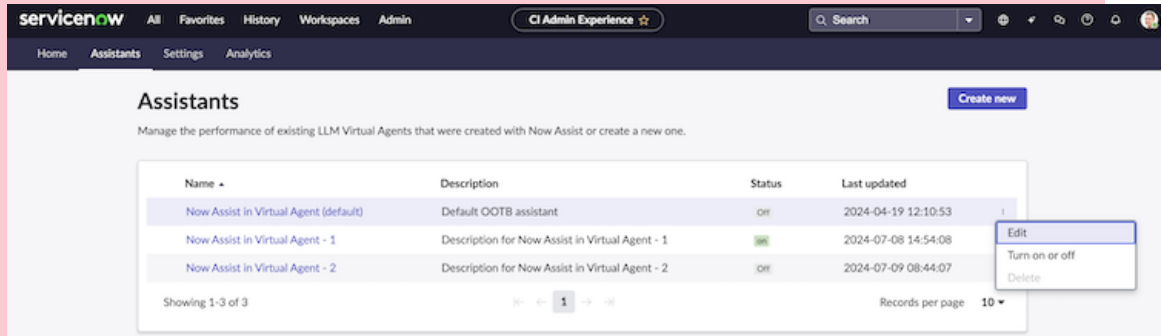 servicenow All Favorites History Workspaces Admin CI Admin Experience Search
Home Assistants Settings Analytics
Assistants
Create new
Manage the performance of existing LLM Virtual Agents that were created with Now Assist or create a new one.
Name Description Status Last updated
Now Assist in Virtual Agent (default) Default OOTB assistant Off 2024-04-19 12:10:53
Now Assist in Virtual Agent - 1 Description for Now Assist in Virtual Agent - 1 on 2024-07-08 14:54:08
Now Assist in Virtual Agent - 2 Description for Now Assist in Virtual Agent - 2 Off 2024-07-09 08:44:07
Edit
Turn on or off
Delete
Showing 1-3 of 3 1 Records per page 10